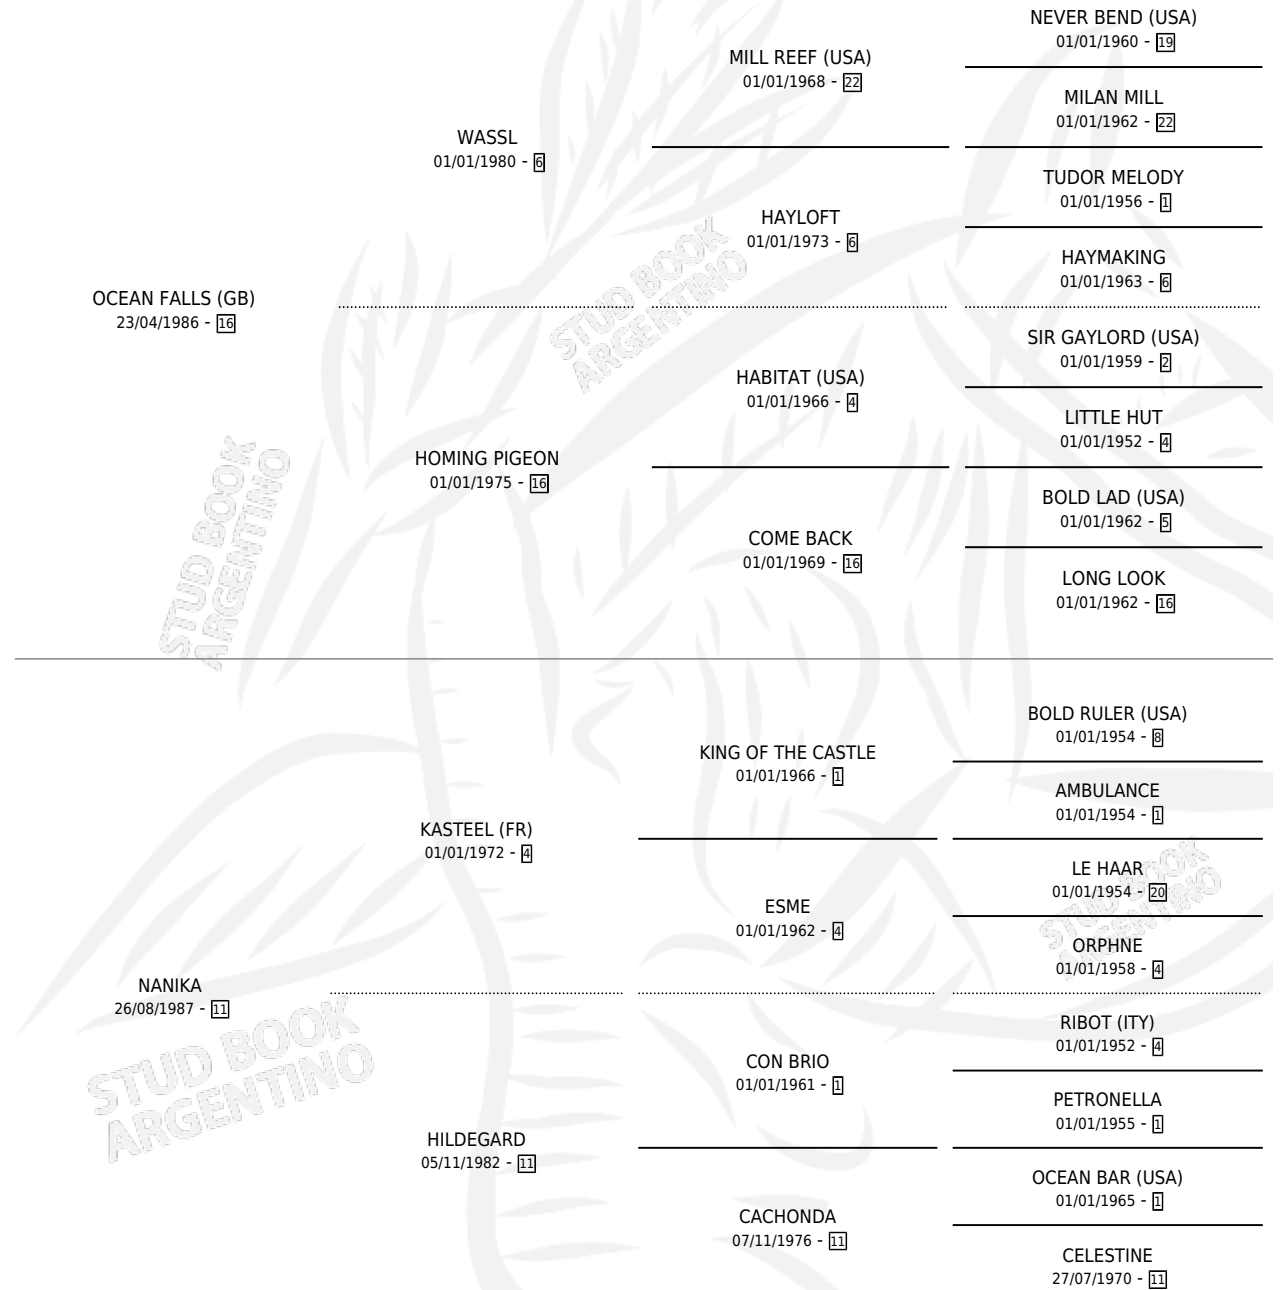 NEVER BEND (USA)
01/01/1960 - 19
MILL REEF (USA)
01/01/1968 - 22
MILAN MILL
01/01/1962 - 22
WASSL
01/01/1980 - 6
TUDOR MELODY
01/01/1956 - 1
HAYLOFT
01/01/1973 - 6
HAYMAKING
01/01/1963 - 6
OCEAN FALLS (GB)
23/04/1986 - 16
STUD BOOK
ARGENTINO
SIR GAYLORD (USA)
01/01/1959 - 2
HABITAT (USA)
01/01/1966 - 4
LITTLE HUT
01/01/1952 - 4
HOMING PIGEON
01/01/1975 - 16
STUD BOOK
ARGENTINO
BOLD LAD (USA)
01/01/1962 - 5
COME BACK
01/01/1969 - 16
LONG LOOK
01/01/1962 - 16
BOLD RULER (USA)
01/01/1954 - 8
KING OF THE CASTLE
01/01/1966 - 1
AMBULANCE
01/01/1954 - 1
KASTEEL (FR)
01/01/1972 - 4
LE HAAR
01/01/1954 - 20
STUD BOOK
ARGENTINO
ESME
01/01/1962 - 4
ORPHNE
01/01/1958 - 4
NANIKA
26/08/1987 - 11
STUD BOOK
ARGENTINO
RIBOT (ITY)
01/01/1952 - 4
CON BRIO
01/01/1961 - 1
PETRONELLA
01/01/1955 - 1
HILDEGARD
05/11/1982 - 11
OCEAN BAR (USA)
01/01/1965 - 1
CACHONDA
07/11/1976 - 11
CELESTINE
27/07/1970 - 11